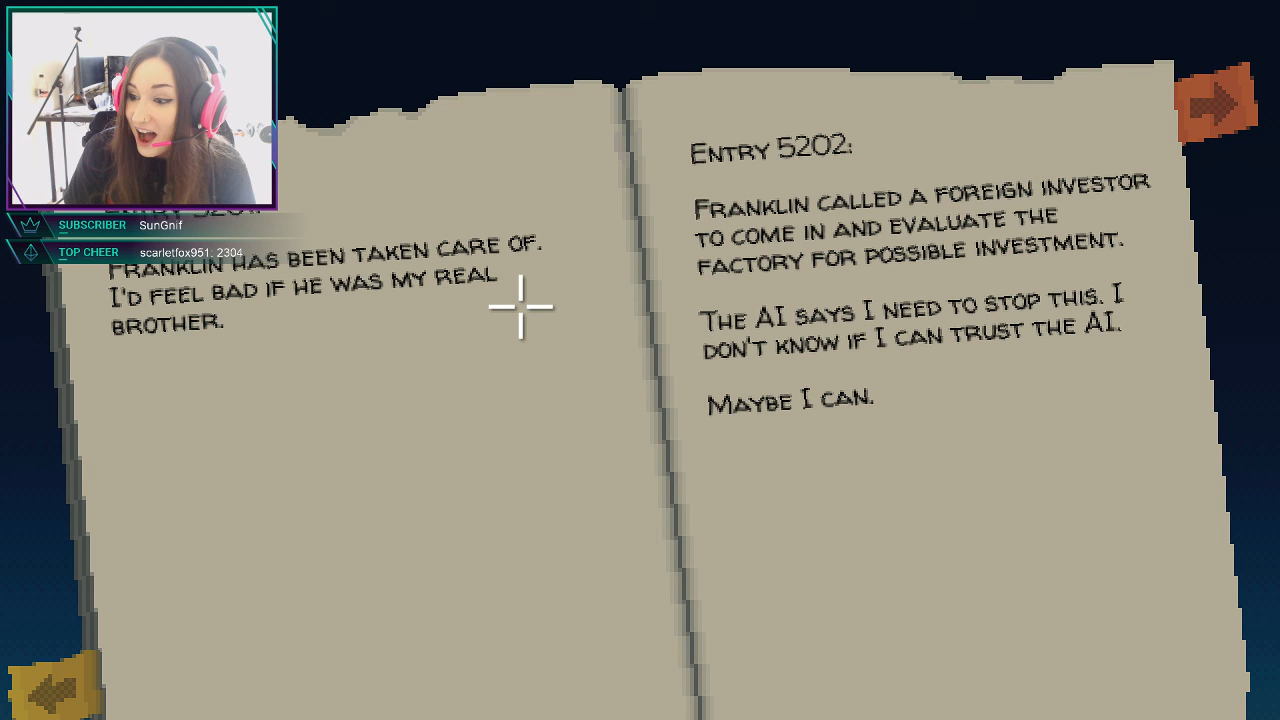 SUBSCRIBER SunGnif
TOP CHEER scarletfox951: 2304
Franklin has been taken care of.
I'd feel bad if he was my real
brother.
Entry 5202:
Franklin called a foreign investor
to come in and evaluate the
factory for possible investment.
The AI says I need to stop this. I
don't know if I can trust the AI.
Maybe I can.